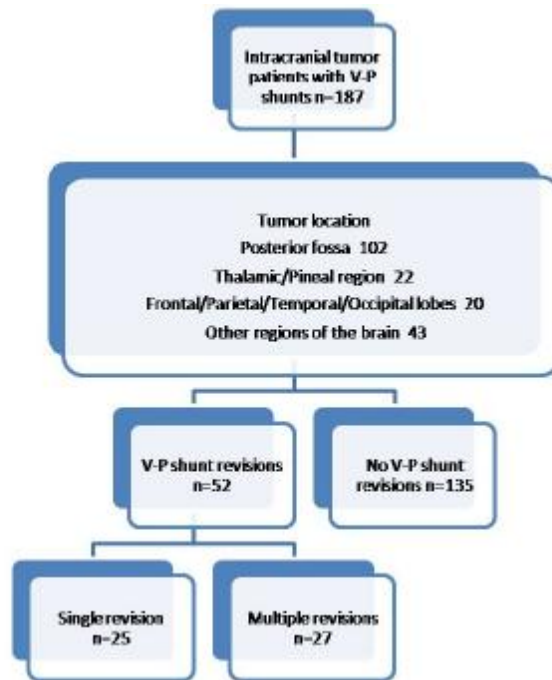 Intracranial tumor
patients with V-P
shunts n=187
Tumor location
Posterior fossa 102
Thalamic/Pineal region 22
Frontal/Parietal/Temporal/Occipital lobes 20
Other regions of the brain 43
V-P shunt revisions
n=52
No V-P shunt
revisions n=135
Single revision
n=25
Multiple revisions
n=27